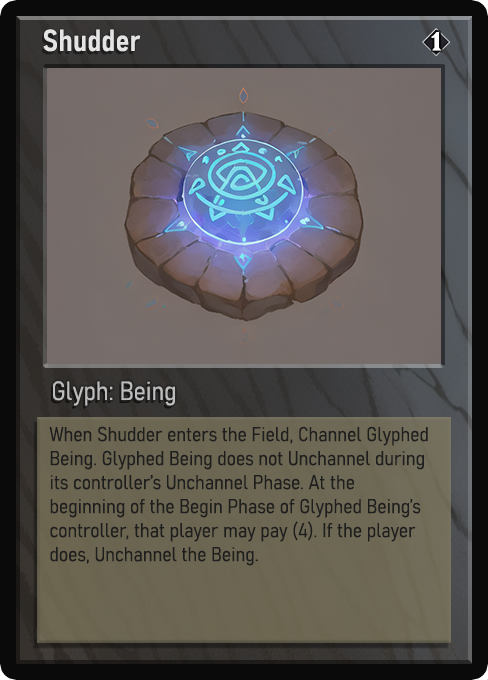 Shudder
1
Glyph: Being
When Shudder enters the Field, Channel Glyphed
Being. Glyphed Being does not Unchannel during
its controller's Unchannel Phase. At the
beginning of the Begin Phase of Glyphed Being's
controller, that player may pay (4). If the player
does, Unchannel the Being.